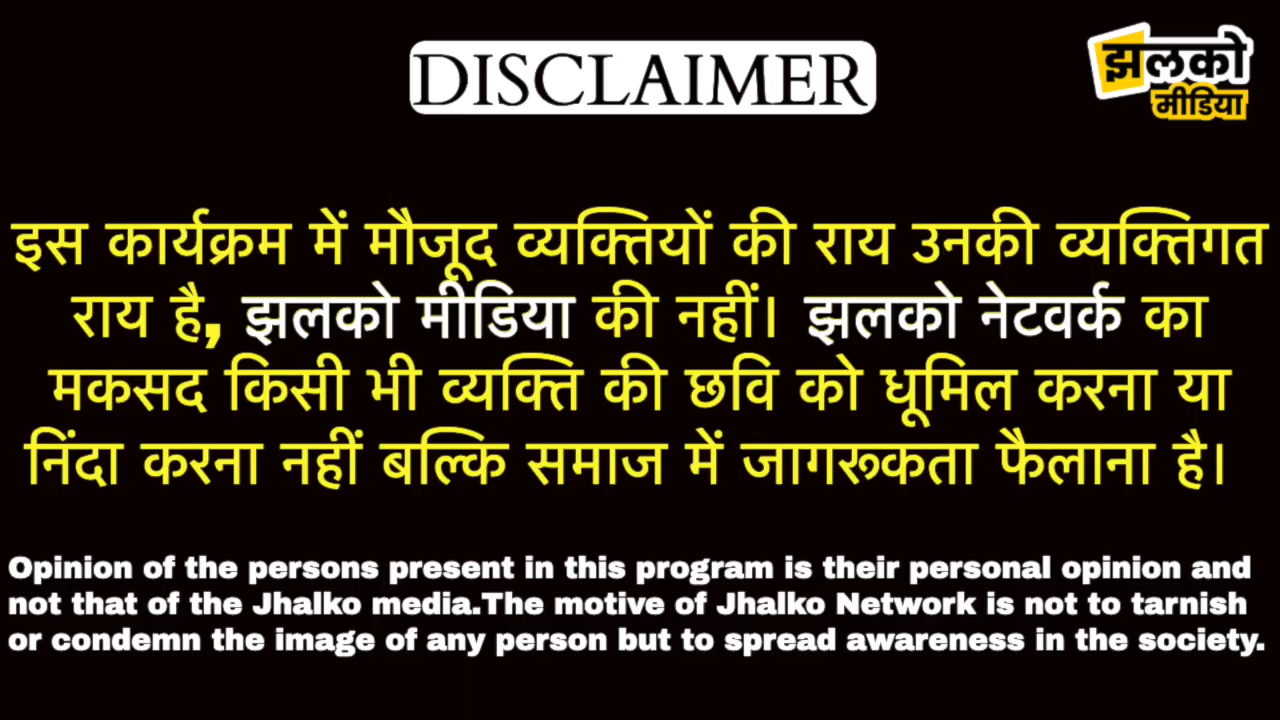 DISCLAIMER
झलको
मीडिया
इस कार्यक्रम में मौजूद व्यक्तियों की राय उनकी व्यक्तिगत
राय है, झलको मीडिया की नहीं। झलको नेटवर्क का
मकसद किसी भी व्यक्ति की छवि को धूमिल करना या
निंदा करना नहीं बल्कि समाज में जागरूकता फैलाना है।
Opinion of the persons present in this program is their personal opinion and
not that of the Jhalko media.The motive of Jhalko Network is not to tarnish
or condemn the image of any person but to spread awareness in the society.